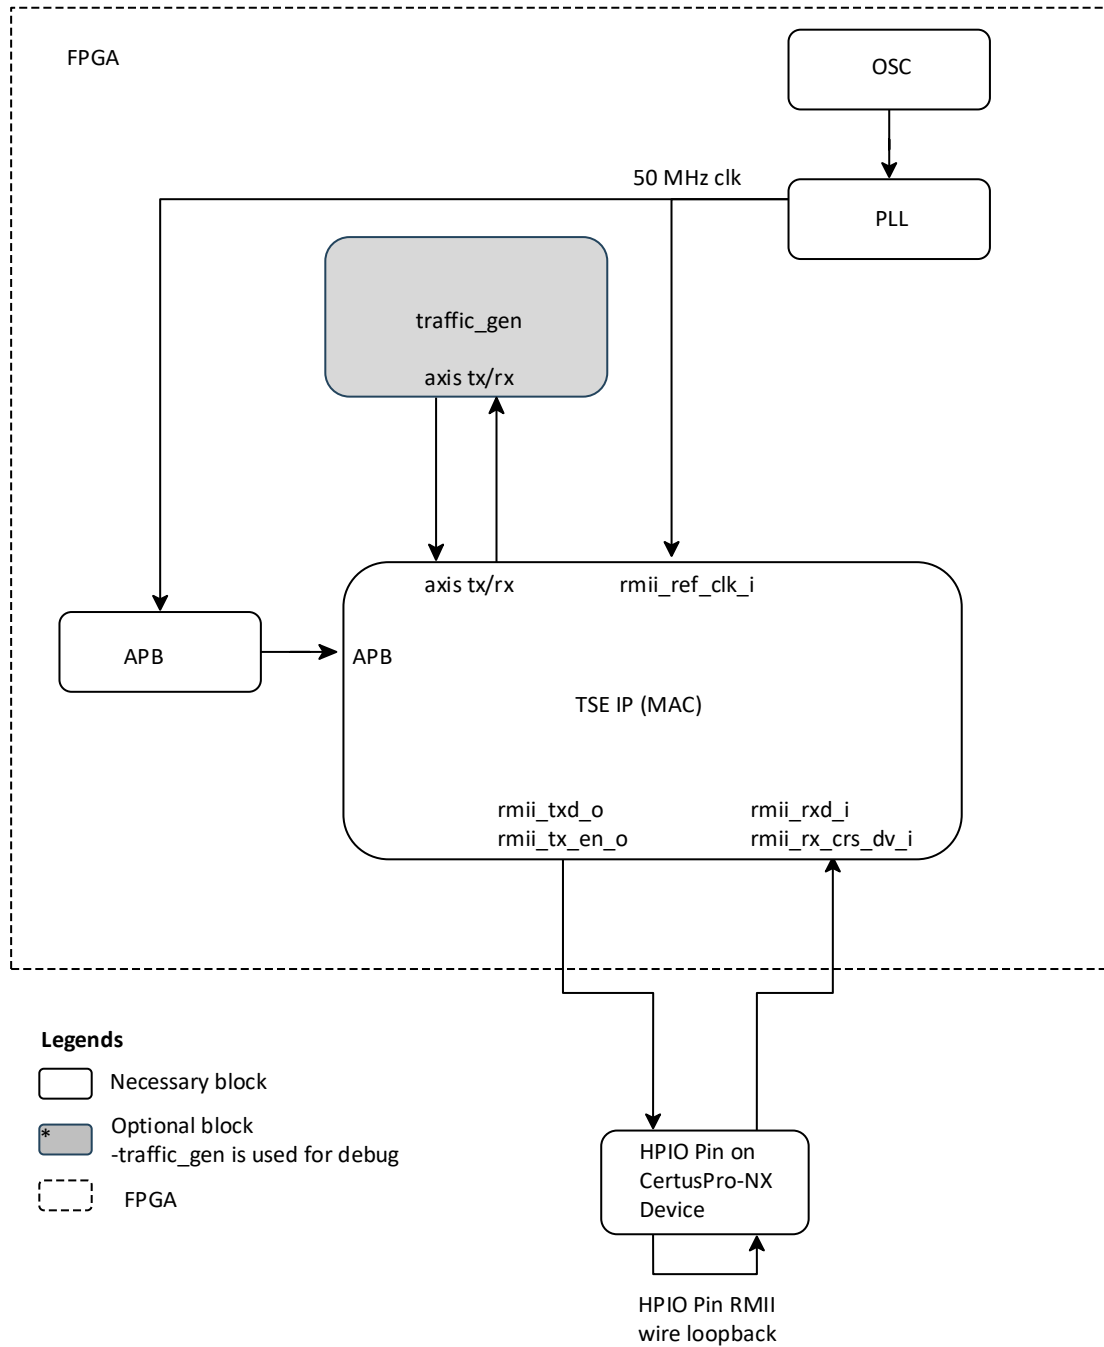 FPGA
OSC
50 MHz clk
PLL
traffic_gen
axis tx/rx
axis tx/rx
rmii_ref_clk_i
APB
APB
TSE IP (MAC)
rmii_txd_o
rmii_tx_en_o
rmii_rxd_i
rmii_rx_crs_dv_i
Legends
Necessary block
*
Optional block
-traffic_gen is used for debug
FPGA
HPIO Pin on
CertusPro-NX
Device
HPIO Pin RMII
wire loopback